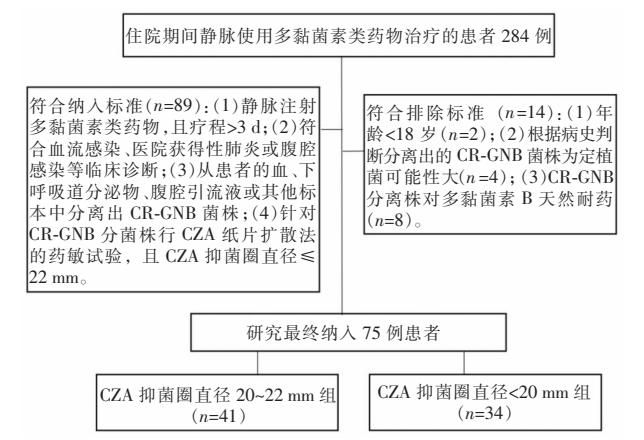 住院期间静脉使用多黏菌素类药物治疗的患者 284 例
符合纳入标准(n=89):(1)静脉注射
多黏菌素类药物,且疗程>3 d;(2)符
合血流感染、医院获得性肺炎或腹腔
感染等临床诊断;(3)从患者的血、下
呼吸道分泌物、腹腔引流液或其他标
本中分离出 CR-GNB 菌株;(4)针对
CR-GNB 分菌株行 CZA 纸片扩散法
的药敏试验,且 CZA 抑菌圈直径≤
22 mm。
符合排除标准 (n=14):(1)年
龄<18 岁(n=2);(2)根据病史判
断分离出的 CR-GNB 菌株为定植
菌可能性大(n=4);(3)CR-GNB
分离株对多黏菌素 B 天然耐药
(n=8)。
研究最终纳入 75 例患者
CZA 抑菌圈直径 20~22 mm 组
(n=41)
CZA 抑菌圈直径<20 mm 组
(n=34)